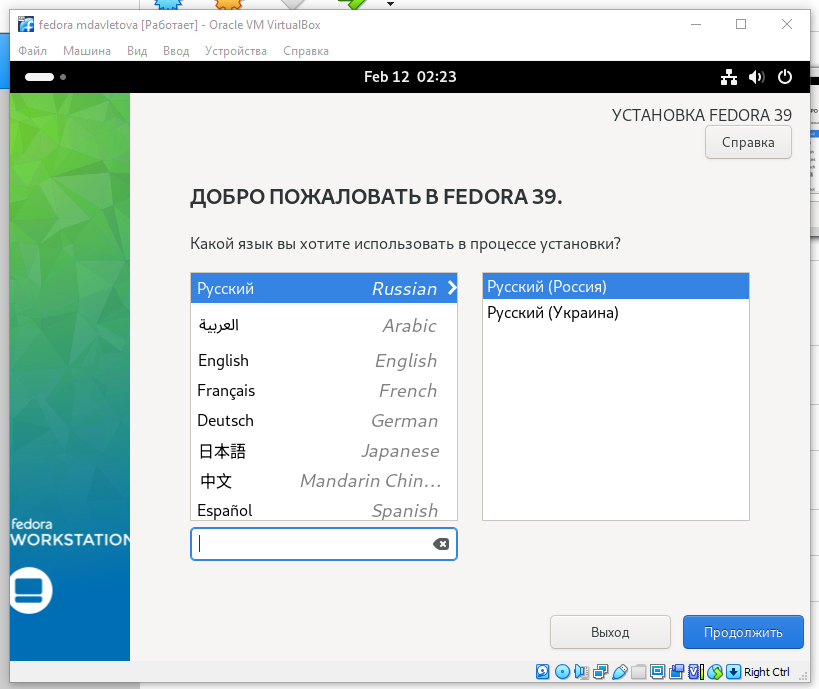 fedora mdavletova [Работает] - Oracle VM VirtualBox
Файл Машина Вид Ввод Устройства Справка
Feb 12 02:23
УСТАНОВКА FEDORA 39
Справка
ДОБРО ПОЖАЛОВАТЬ В FEDORA 39.
Какой язык вы хотите использовать в процессе установки?
Русский Russian
العربية Arabic
English English
Français French
Deutsch German
日本語 Japanese
中文 Mandarin Chin…
Español Spanish
Русский (Россия)
Русский (Украина)
fedora
WORKSTATION
Выход Продолжить
Right Ctrl